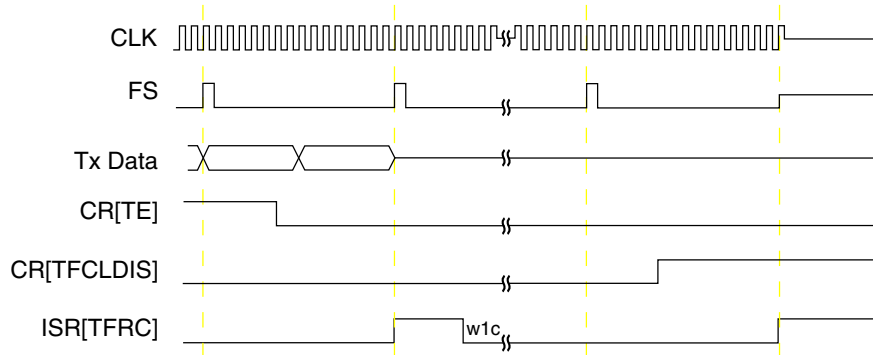 CLK
FS
Tx Data
CR[TE]
CR[TFCLDIS]
ISR[TFRC]
w1c